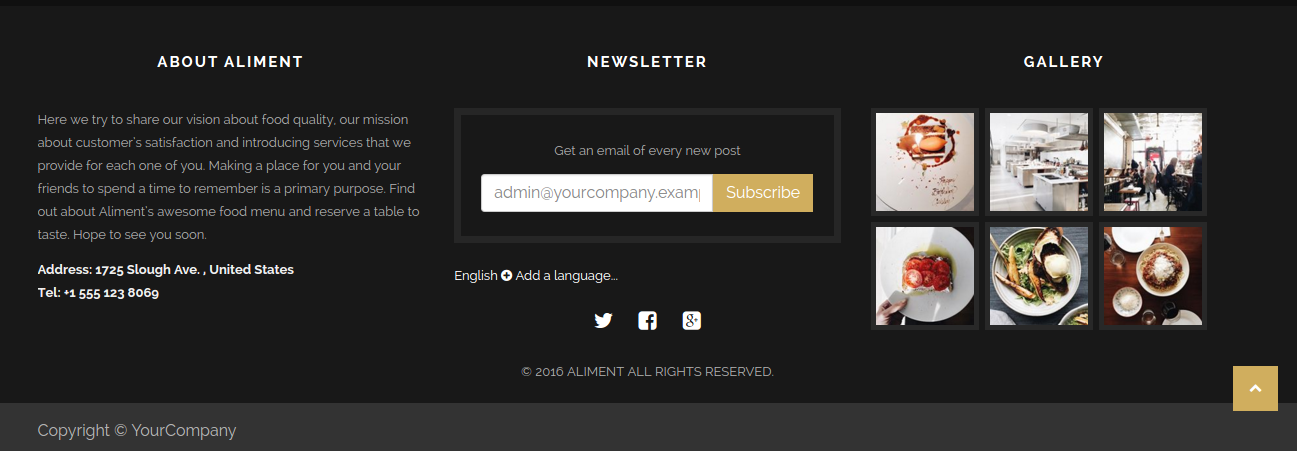 ABOUT ALIMENT
Here we try to share our vision about food quality, our mission
about customer's satisfaction and introducing services that we
provide for each one of you. Making a place for you and your
friends to spend a time to remember is a primary purpose. Find
out about Aliment's awesome food menu and reserve a table to
taste. Hope to see you soon.
Address: 1725 Slough Ave. , United States
Tel: +1 555 123 8069
NEWSLETTER
Get an email of every new post
admin@yourcompany.examp
Subscribe
English Add a language...
© 2016 ALIMENT ALL RIGHTS RESERVED.
GALLERY
Copyright © YourCompany